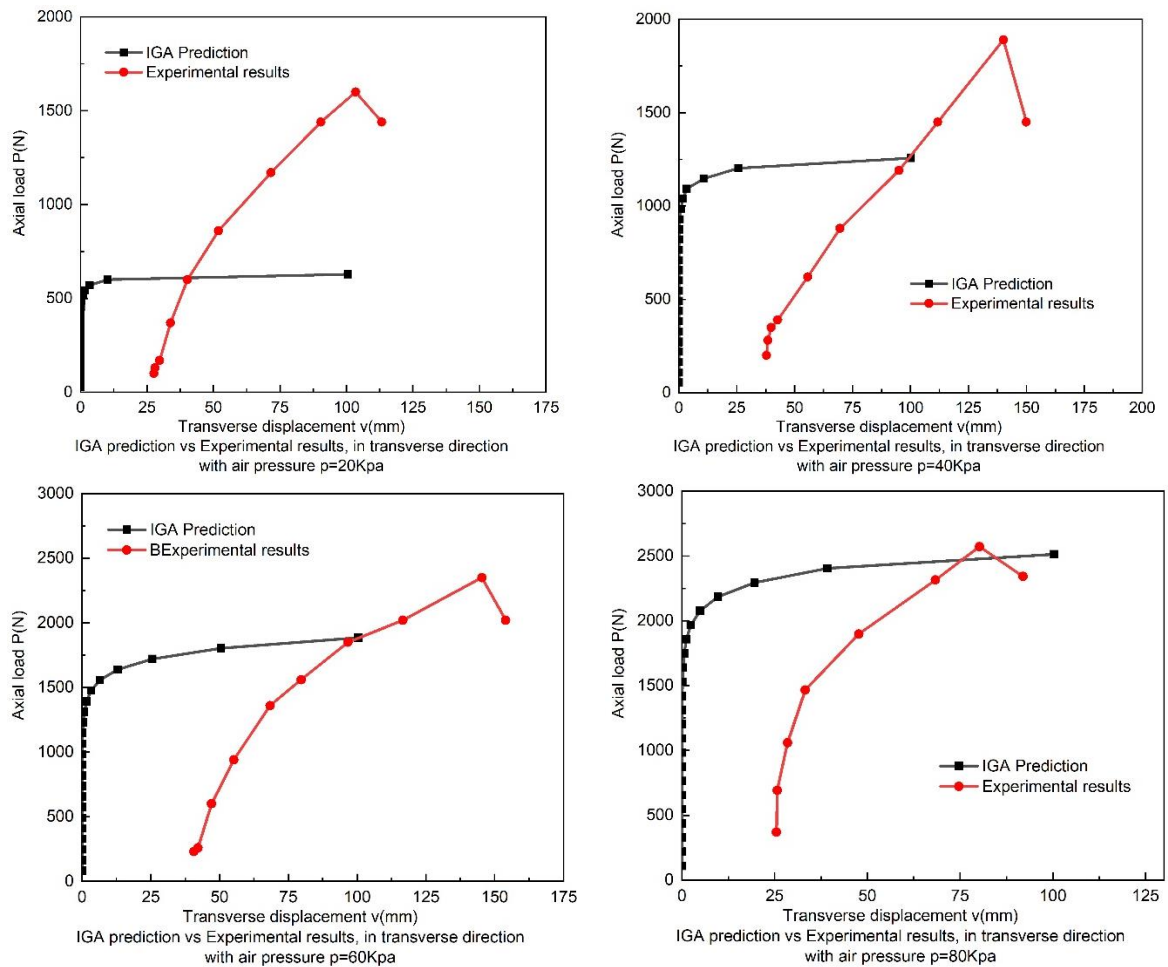 2000
1500
1000
500
0
Axial load P(N)
IGA Prediction
Experimental results
0 25 50 75 100 125 150 175
Transverse displacement v(mm)
IGA prediction vs Experimental results, in transverse direction
with air pressure p=20Kpa
2000
1500
1000
500
0
Axial load P(N)
IGA Prediction
Experimental results
0 25 50 75 100 125 150 200
Transverse displacement v(mm)
IGA prediction vs Experimental results, in transverse direction
with air pressure p=40Kpa
3000
2500
2000
1500
1000
500
0
Axial load P(N)
IGA Prediction
BExperimental results
0 25 50 75 100 125 150 175
Transverse displacement v(mm)
IGA prediction vs Experimental results, in transverse direction
with air pressure p=60Kpa
3000
2500
2000
1500
1000
500
0
Axial load P(N)
IGA Prediction
Experimental results
0 25 50 75 100
Transverse displacement v(mm)
IGA prediction vs Experimental results, in transverse direction
with air pressure p=80Kpa